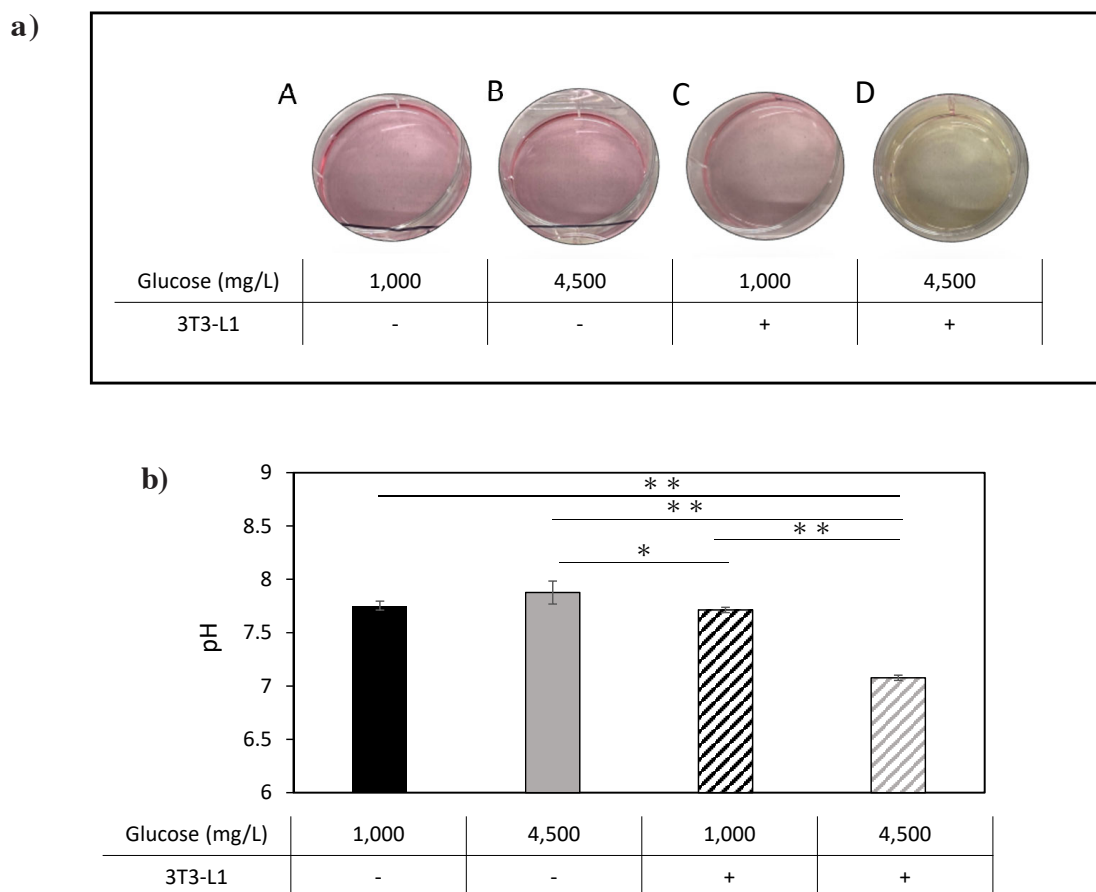 a)
A B C D
Glucose (mg/L) 1,000 4,500 1,000 4,500
3T3-L1 - - + +
b)
9
8.5
8
7.5
7
6.5
6
pH
**
**
**
*
Glucose (mg/L) 1,000 4,500 1,000 4,500
3T3-L1 - - + +